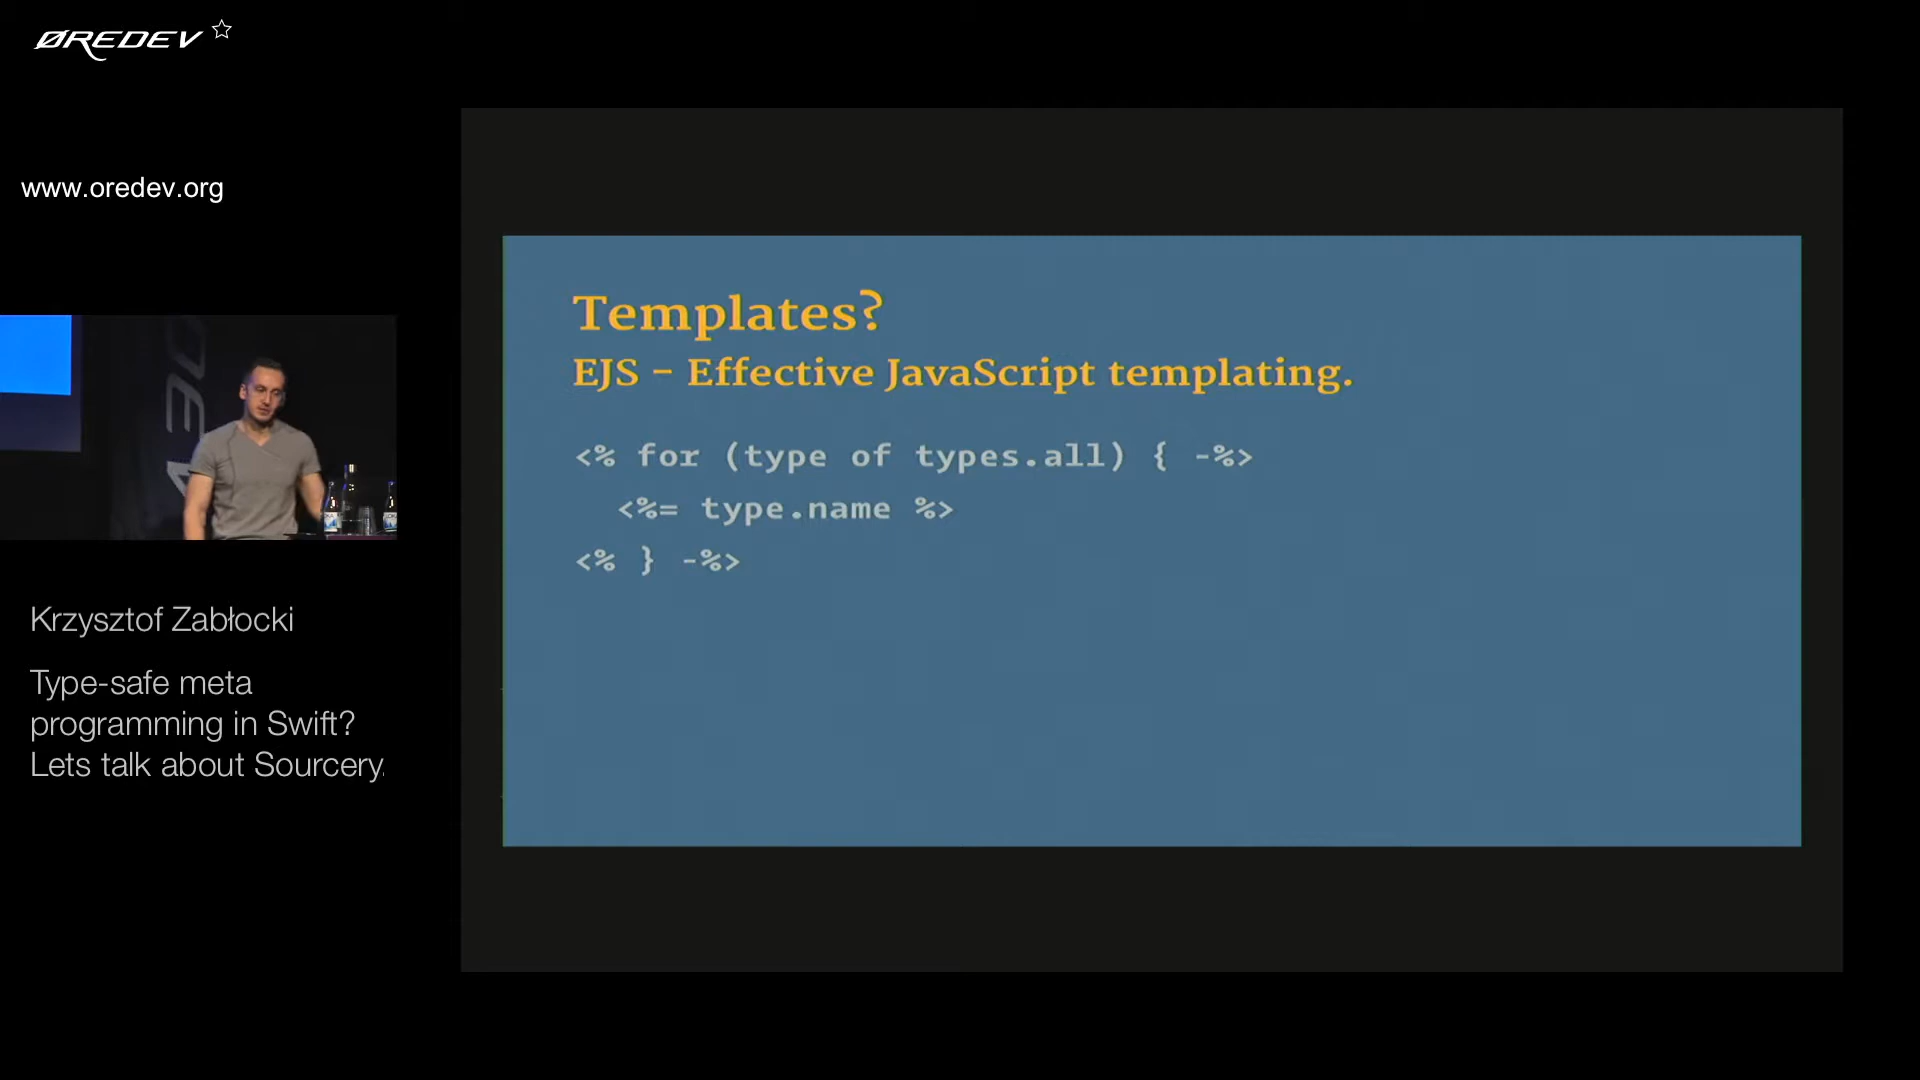 ØREDEV
www.oredev.org
Templates?
EJS - Effective JavaScript templating.
<% for (type of types.all) { -%>
<%= type.name %>
<% } -%>
Krzysztof Zabłocki
Type-safe meta
programming in Swift?
Lets talk about Sourcery.